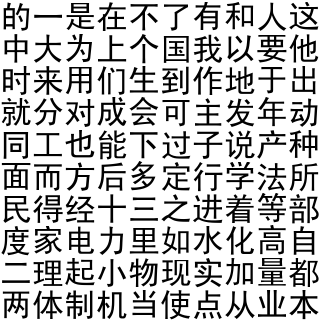 的一是在不了有和人这
中大为上个国我以要他
时来用们生到作地于出
就分对成会可主发年动
同工也能下过子说产种
面而方后多定行学法所
民得经十三之进着等部
度家电力里如水化高自
二理起小物现实加量都
两体制机当使点从业本